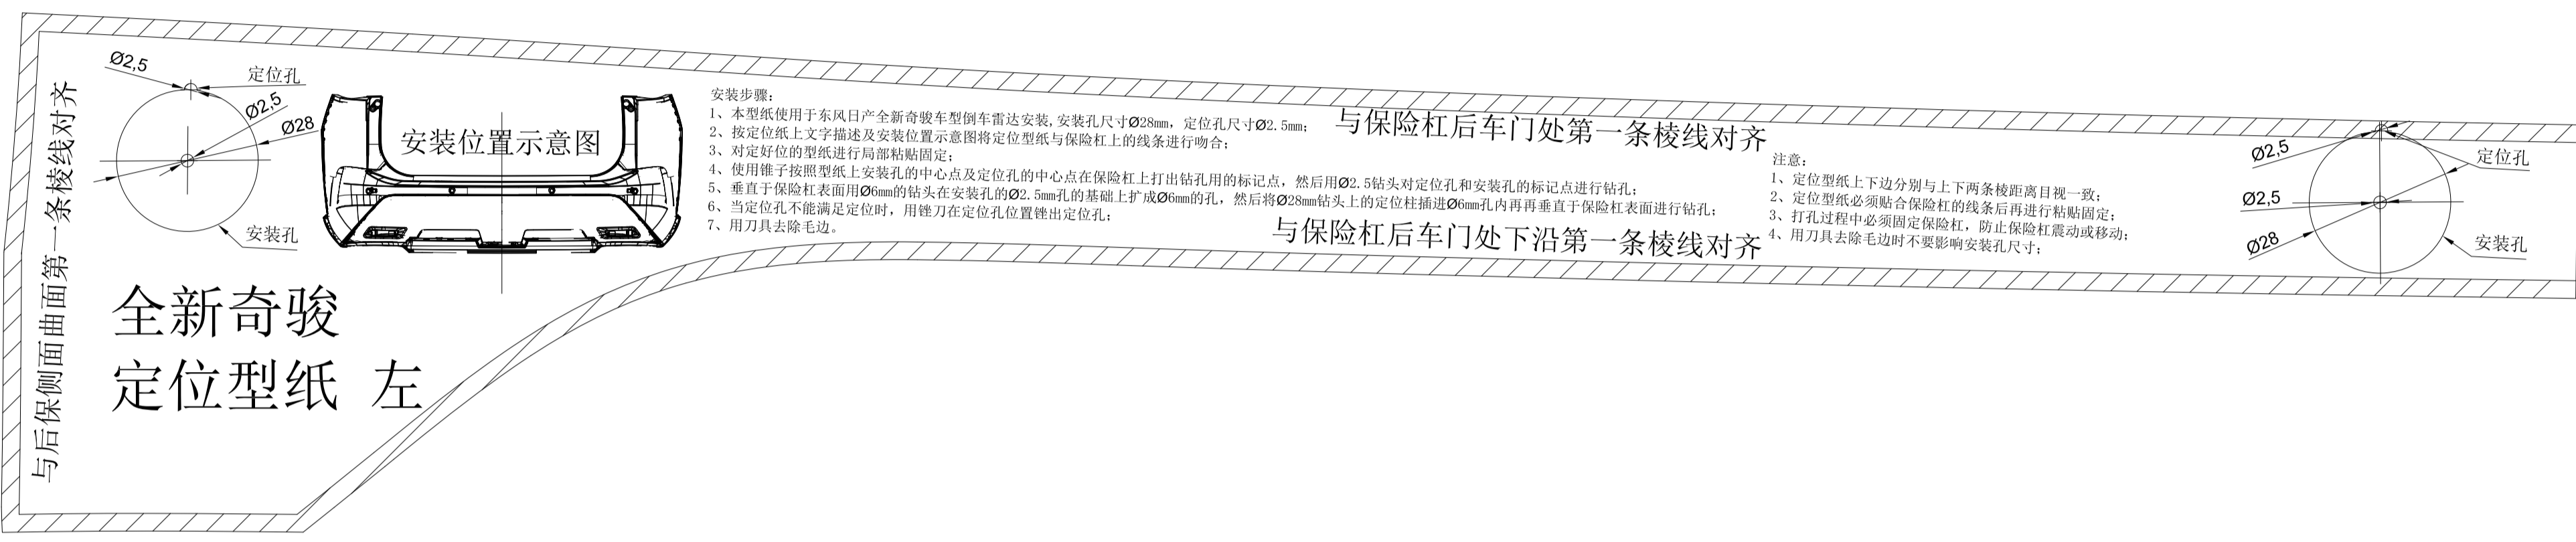 与后保侧面曲面第一条棱线对齐
Ø2,5
定位孔
Ø2,5
Ø28
安装孔
全新奇骏
定位型纸 左
安装位置示意图
安装步骤：
1、本型纸使用于东风日产全新奇骏车型倒车雷达安装,安装孔尺寸Ø28mm，定位孔尺寸Ø2.5mm；
2、按定位纸上文字描述及安装位置示意图将定位型纸与保险杠上的线条进行吻合；
3、对定好位的型纸进行局部粘贴固定；
4、使用锥子按照型纸上安装孔的中心点及定位孔的中心点在保险杠上打出钻孔用的标记点，然后用Ø2.5钻头对定位孔和安装孔的标记点进行钻孔；
5、垂直于保险杠表面用Ø6mm的钻头在安装孔的Ø2.5mm孔的基础上扩成Ø6mm的孔，然后将Ø28mm钻头上的定位柱插进Ø6mm孔内再再垂直于保险杠表面进行钻孔；
6、当定位孔不能满足定位时，用锉刀在定位孔位置锉出定位孔；
7、用刀具去除毛边。
与保险杠后车门处第一条棱线对齐
与保险杠后车门处下沿第一条棱线对齐
注意：
1、定位型纸上下边分别与上下两条棱距离目视一致；
2、定位型纸必须贴合保险杠的线条后再进行粘贴固定；
3、打孔过程中必须固定保险杠，防止保险杠震动或移动；
4、用刀具去除毛边时不要影响安装孔尺寸；
Ø2,5
定位孔
Ø2,5
Ø28
安装孔